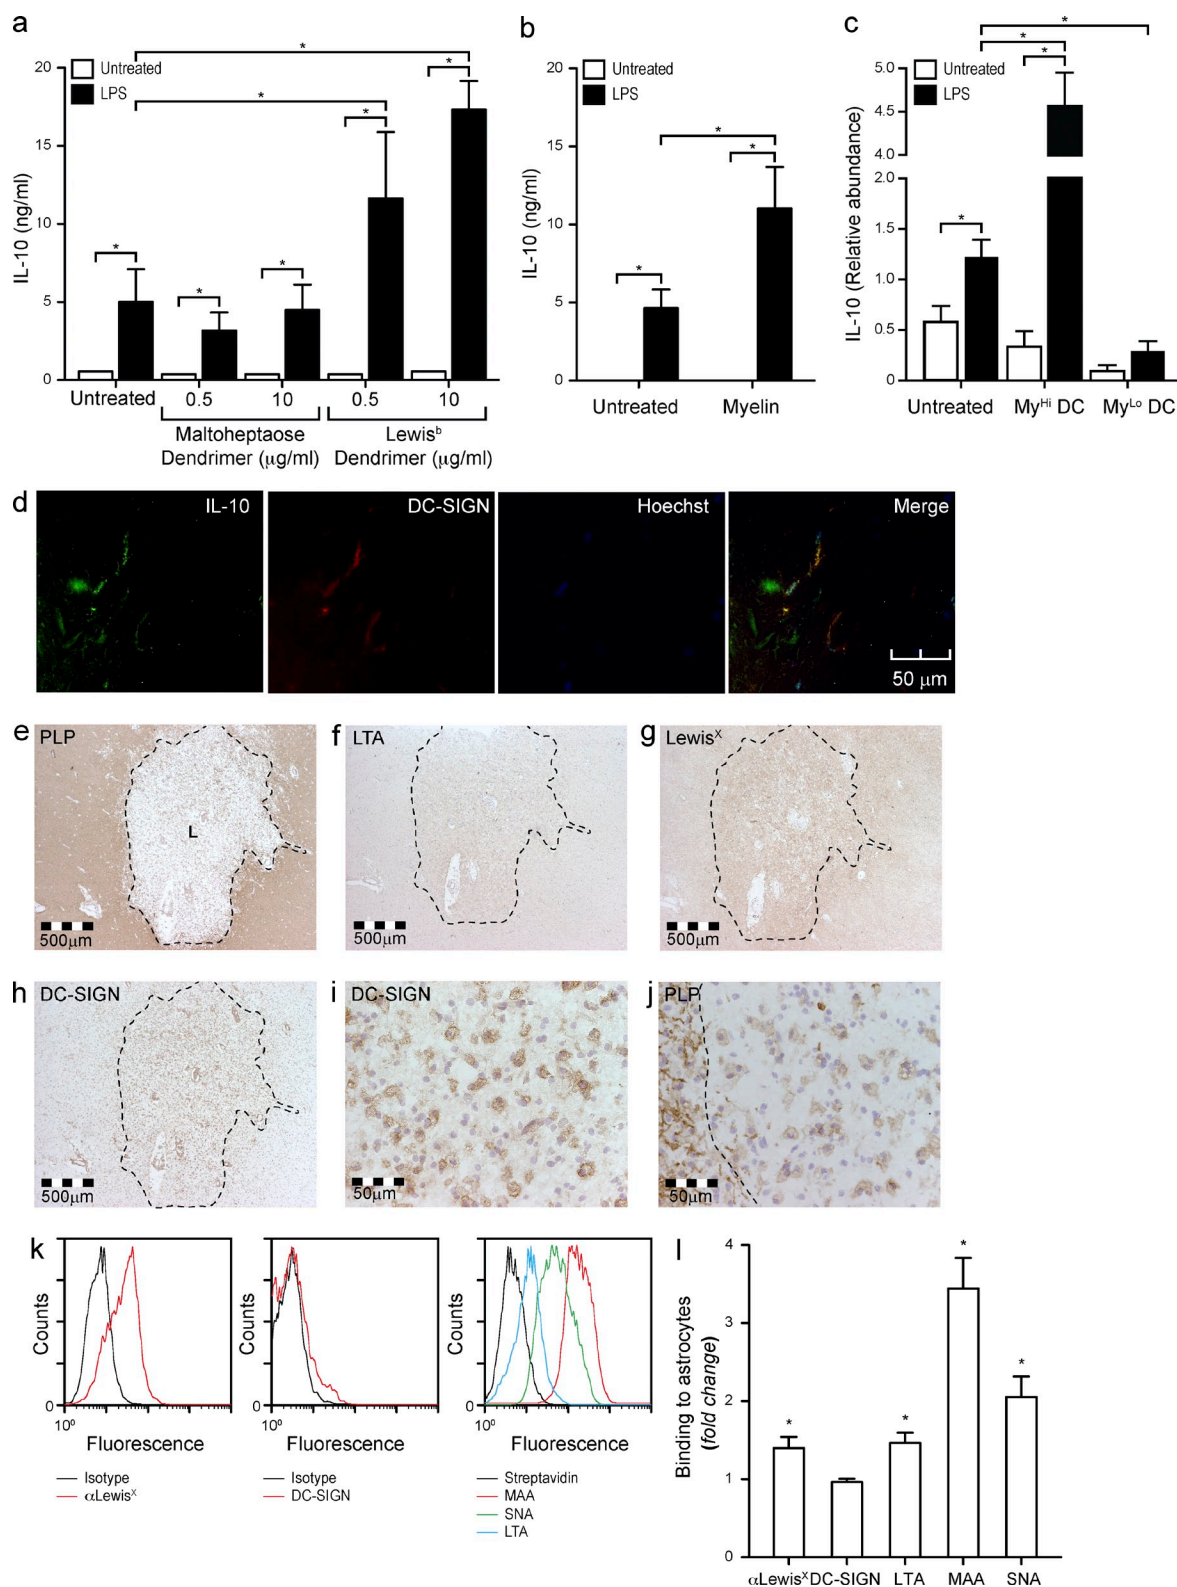 a
*
20
Untreated
LPS
*
*
*
15
10
5
0
IL-10 (ng/ml)
*
*
*
Untreated
0.5
10
0.5
10
Maltoheptaose
Dendrimer (μg/ml)
Lewisᵇ
Dendrimer (μg/ml)
b
20
Untreated
LPS
*
*
15
10
5
0
IL-10 (ng/ml)
*
Untreated
Myelin
c
*
*
*
5.0
Untreated
LPS
4.5
4.0
2.0
1.5
1.0
0.5
0
IL-10 (Relative abundance)
*
Untreated
Myᴴⁱ DC
Myᴸᵒ DC
d
IL-10
DC-SIGN
Hoechst
Merge
50 μm
e
PLP
L
500μm
f
LTA
500μm
g
Lewisˣ
500μm
h
DC-SIGN
500μm
i
DC-SIGN
50μm
j
PLP
50μm
k
Counts
10⁰
Fluorescence
Isotype
αLewisˣ
Counts
10⁰
Fluorescence
Isotype
DC-SIGN
Counts
10⁰
Fluorescence
Streptavidin
MAA
SNA
LTA
l
Binding to astrocytes
(fold change)
4
3
2
1
0
*
*
*
*
αLewisˣ
DC-SIGN
LTA
MAA
SNA